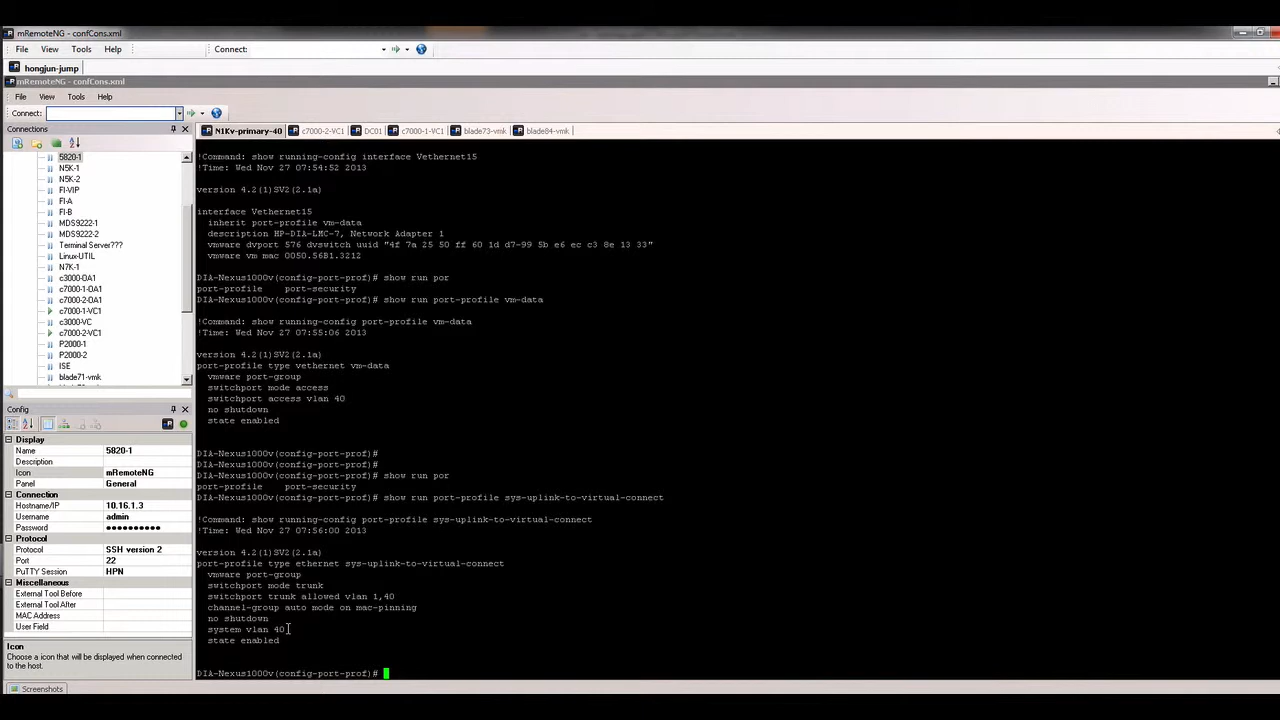 mRemoteNG - confCons.xml
File View Tools Help Connect:
hongjun-jump
mRemoteNG - confCons.xml
File View Tools Help
Connect:
Connections
N1Kv-primary-40 c7000-2-VC1 DC01 c7000-1-VC1 blade73-vmk blade84-vmk
5820-1
N5K-1
N5K-2
FI-VIP
FI-A
FI-B
MDS9222-1
MDS9222-2
Terminal Server???
Linux-UTIL
N7K-1
c3000-OA1
c7000-1-OA1
c7000-2-OA1
c7000-1-VC1
c3000-VC
c7000-2-VC1
P2000-1
P2000-2
ISE
blade71-vmk
Config
Display
Name 5820-1
Description
Icon mRemoteNG
Panel General
Connection
Hostname/IP 10.16.1.3
Username admin
Password ●●●●●●●●●●
Protocol
Protocol SSH version 2
Port 22
PuTTY Session HPN
Miscellaneous
External Tool Before
External Tool After
MAC Address
User Field
Icon
Choose a icon that will be displayed when connected
to the host.
Screenshots
!Command: show running-config interface Vethernet15
!Time: Wed Nov 27 07:54:52 2013
version 4.2(1)SV2(2.1a)
interface Vethernet15
inherit port-profile vm-data
description HP-DIA-LMC-7, Network Adapter 1
vmware dvport 576 dvswitch uuid "4f 7a 25 50 ff 60 1d d7-99 5b e6 ec c3 8e 13 33"
vmware vm mac 0050.56B1.3212
DIA-Nexus1000v(config-port-prof)# show run por
port-profile port-security
DIA-Nexus1000v(config-port-prof)# show run port-profile vm-data
!Command: show running-config port-profile vm-data
!Time: Wed Nov 27 07:55:06 2013
version 4.2(1)SV2(2.1a)
port-profile type vethernet vm-data
vmware port-group
switchport mode access
switchport access vlan 40
no shutdown
state enabled
DIA-Nexus1000v(config-port-prof)#
DIA-Nexus1000v(config-port-prof)#
DIA-Nexus1000v(config-port-prof)# show run por
port-profile port-security
DIA-Nexus1000v(config-port-prof)# show run port-profile sys-uplink-to-virtual-connect
!Command: show running-config port-profile sys-uplink-to-virtual-connect
!Time: Wed Nov 27 07:56:00 2013
version 4.2(1)SV2(2.1a)
port-profile type ethernet sys-uplink-to-virtual-connect
vmware port-group
switchport mode trunk
switchport trunk allowed vlan 1,40
channel-group auto mode on mac-pinning
no shutdown
system vlan 40
state enabled
DIA-Nexus1000v(config-port-prof)#